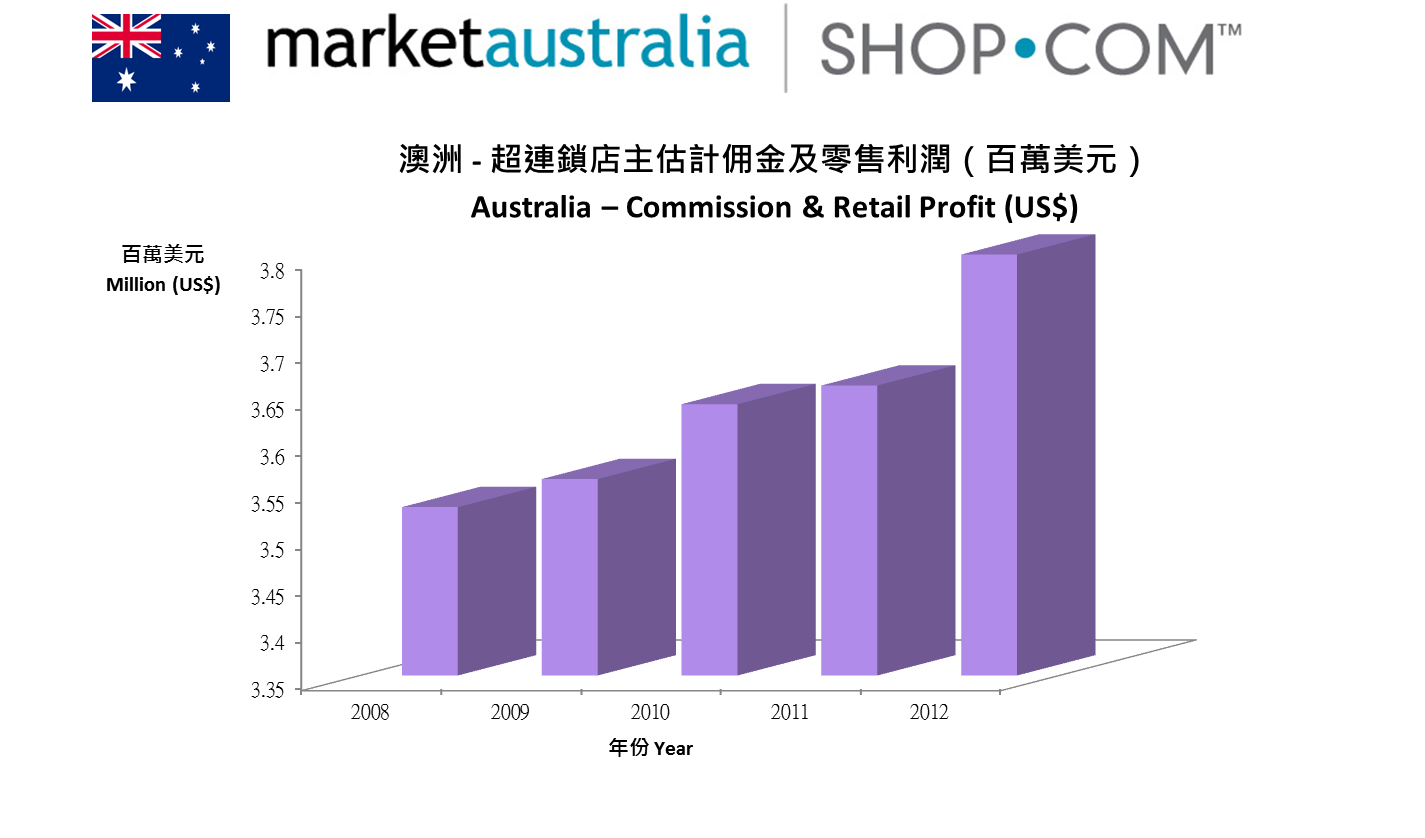 marketaustralia
SHOP•COM™
澳洲 - 超連鎖店主估計佣金及零售利潤 ( 百萬美元 )
Australia – Commission & Retail Profit (US$)
百萬美元
Million (US$)
3.8
3.75
3.7
3.65
3.6
3.55
3.5
3.45
3.4
3.35
2008 2009 2010 2011 2012
年份 Year